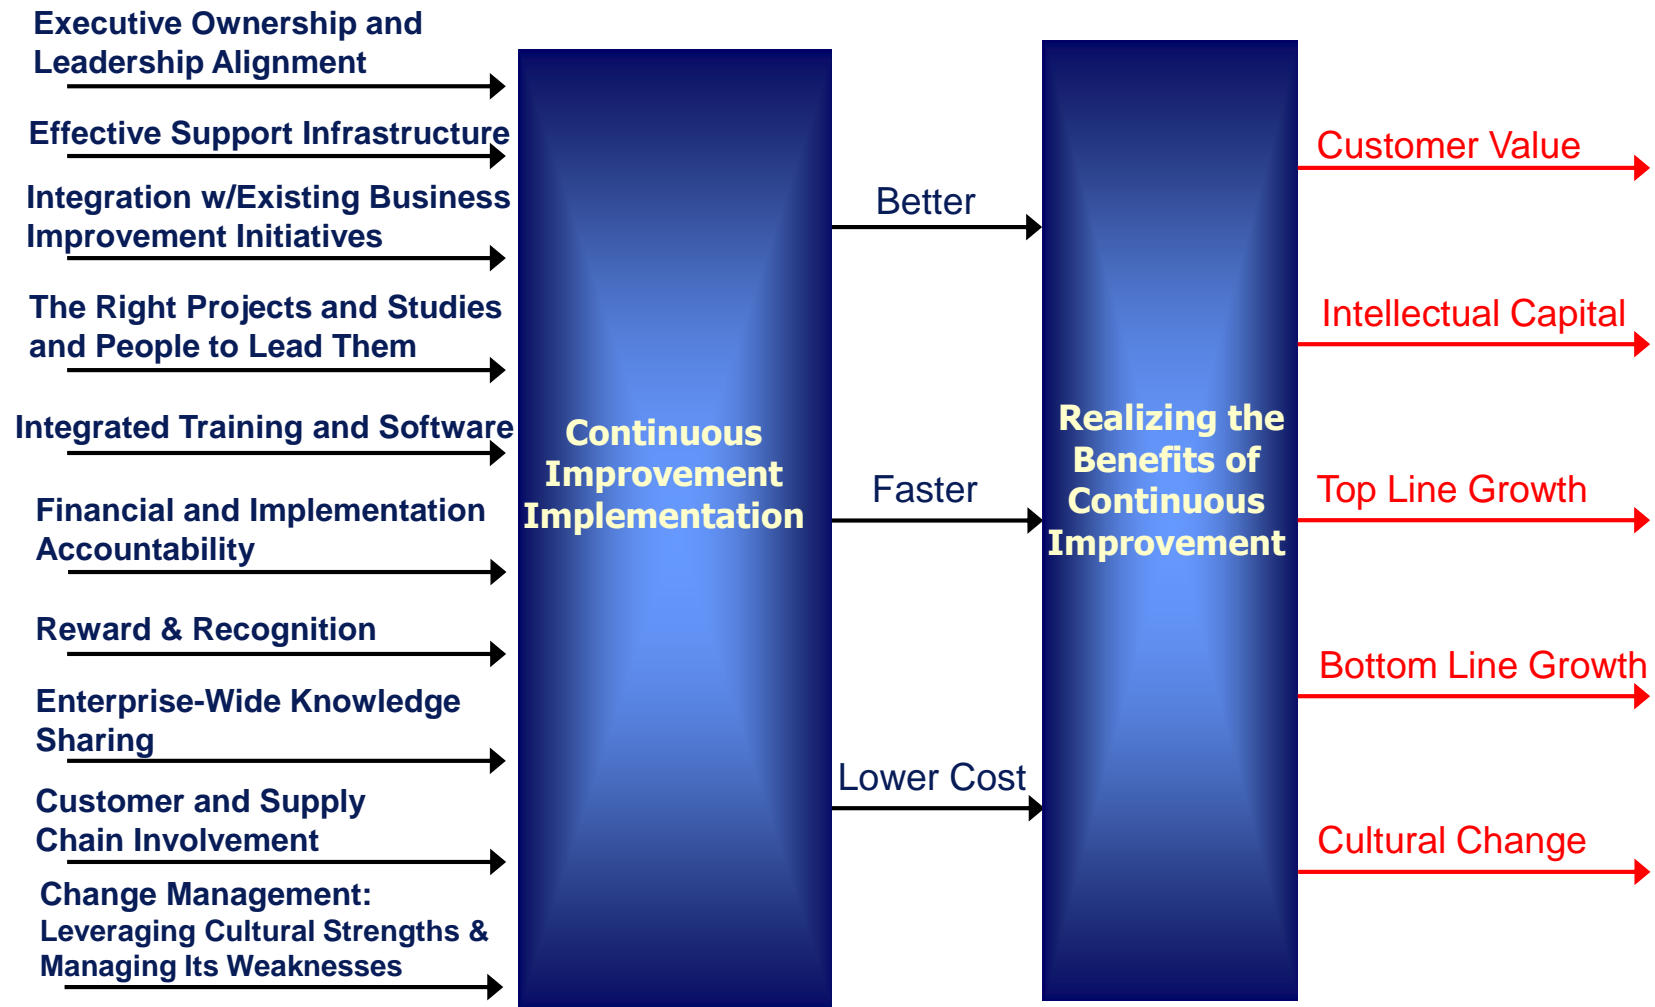 Executive Ownership and
Leadership Alignment
Effective Support Infrastructure
Integration w/Existing Business
Improvement Initiatives
The Right Projects and Studies
and People to Lead Them
Integrated Training and Software
Financial and Implementation
Accountability
Reward & Recognition
Enterprise-Wide Knowledge
Sharing
Customer and Supply
Chain Involvement
Change Management:
Leveraging Cultural Strengths &
Managing Its Weaknesses
Continuous
Improvement
Implementation
Better
Faster
Lower Cost
Realizing the
Benefits of
Continuous
Improvement
Customer Value
Intellectual Capital
Top Line Growth
Bottom Line Growth
Cultural Change